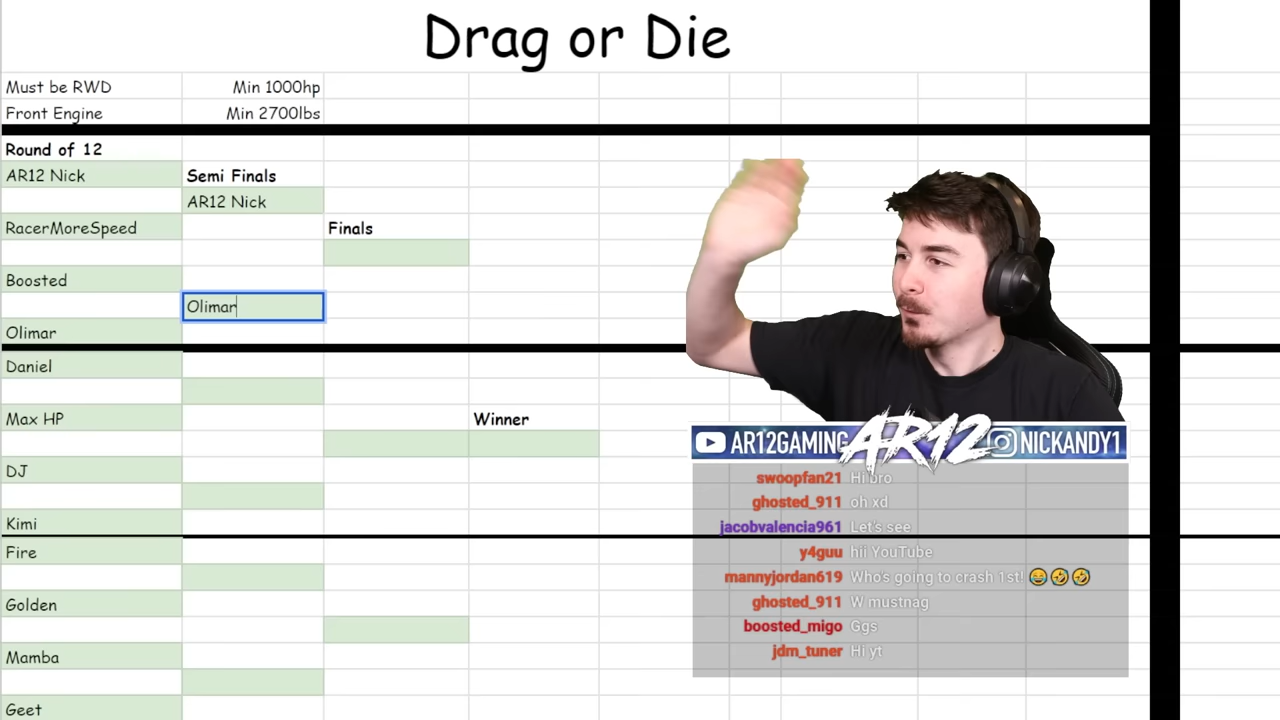 Drag or Die
Must be RWD Min 1000hp
Front Engine Min 2700lbs
Round of 12
AR12 Nick Semi Finals
AR12 Nick
RacerMoreSpeed Finals
Boosted
Olimar
Olimar
Daniel
Max HP Winner
DJ
Kimi
Fire
Golden
Mamba
Geet
AR12GAMING AR12 NICKANDY1
swoopfan21 Hi bro
ghosted_911 oh xd
jacobvalencia961 Let's see
y4guu hii YouTube
mannyjordan619 Who's going to crash 1st! 😂🤣🤣
ghosted_911 W mustnag
boosted_migo Ggs
jdm_tuner Hi yt